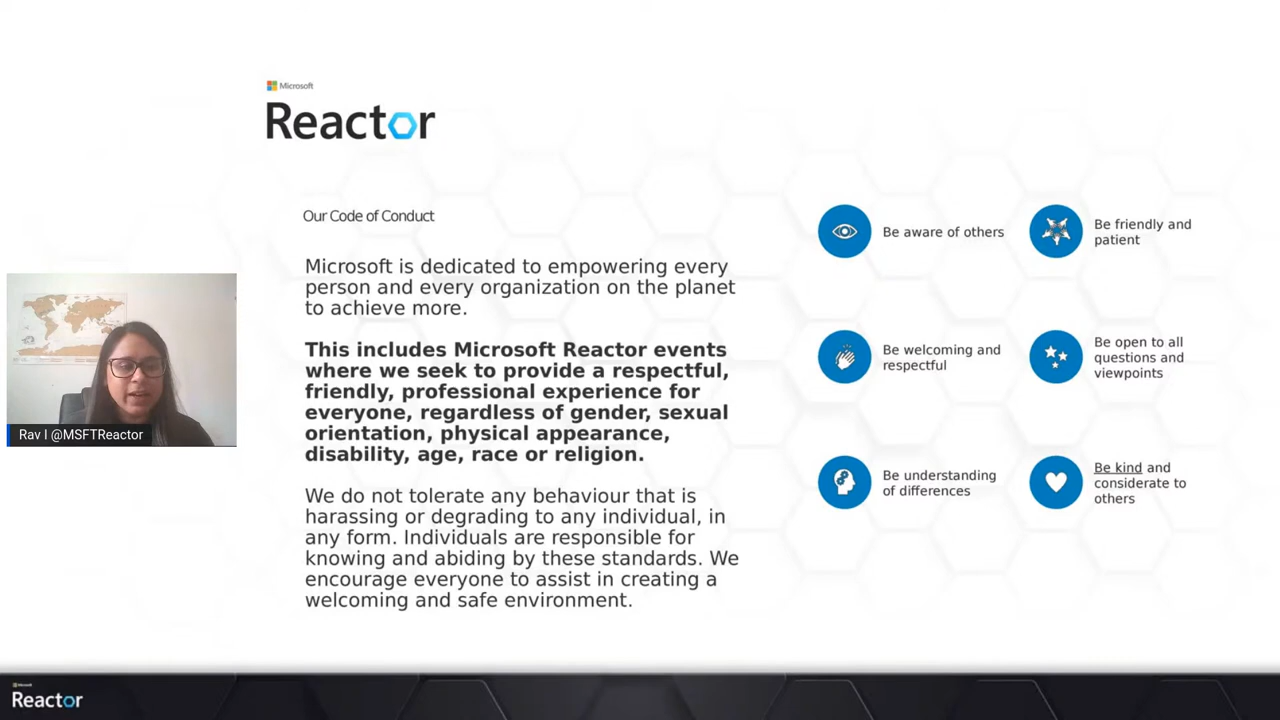 Microsoft
Reactor
Our Code of Conduct
Microsoft is dedicated to empowering every
person and every organization on the planet
to achieve more.
This includes Microsoft Reactor events
where we seek to provide a respectful,
friendly, professional experience for
everyone, regardless of gender, sexual
orientation, physical appearance,
disability, age, race or religion.
We do not tolerate any behaviour that is
harassing or degrading to any individual, in
any form. Individuals are responsible for
knowing and abiding by these standards. We
encourage everyone to assist in creating a
welcoming and safe environment.
Be aware of others
Be friendly and
patient
Be welcoming and
respectful
Be open to all
questions and
viewpoints
Be understanding
of differences
Be kind and
considerate to
others
Rav I @MSFTReactor
Microsoft
Reactor